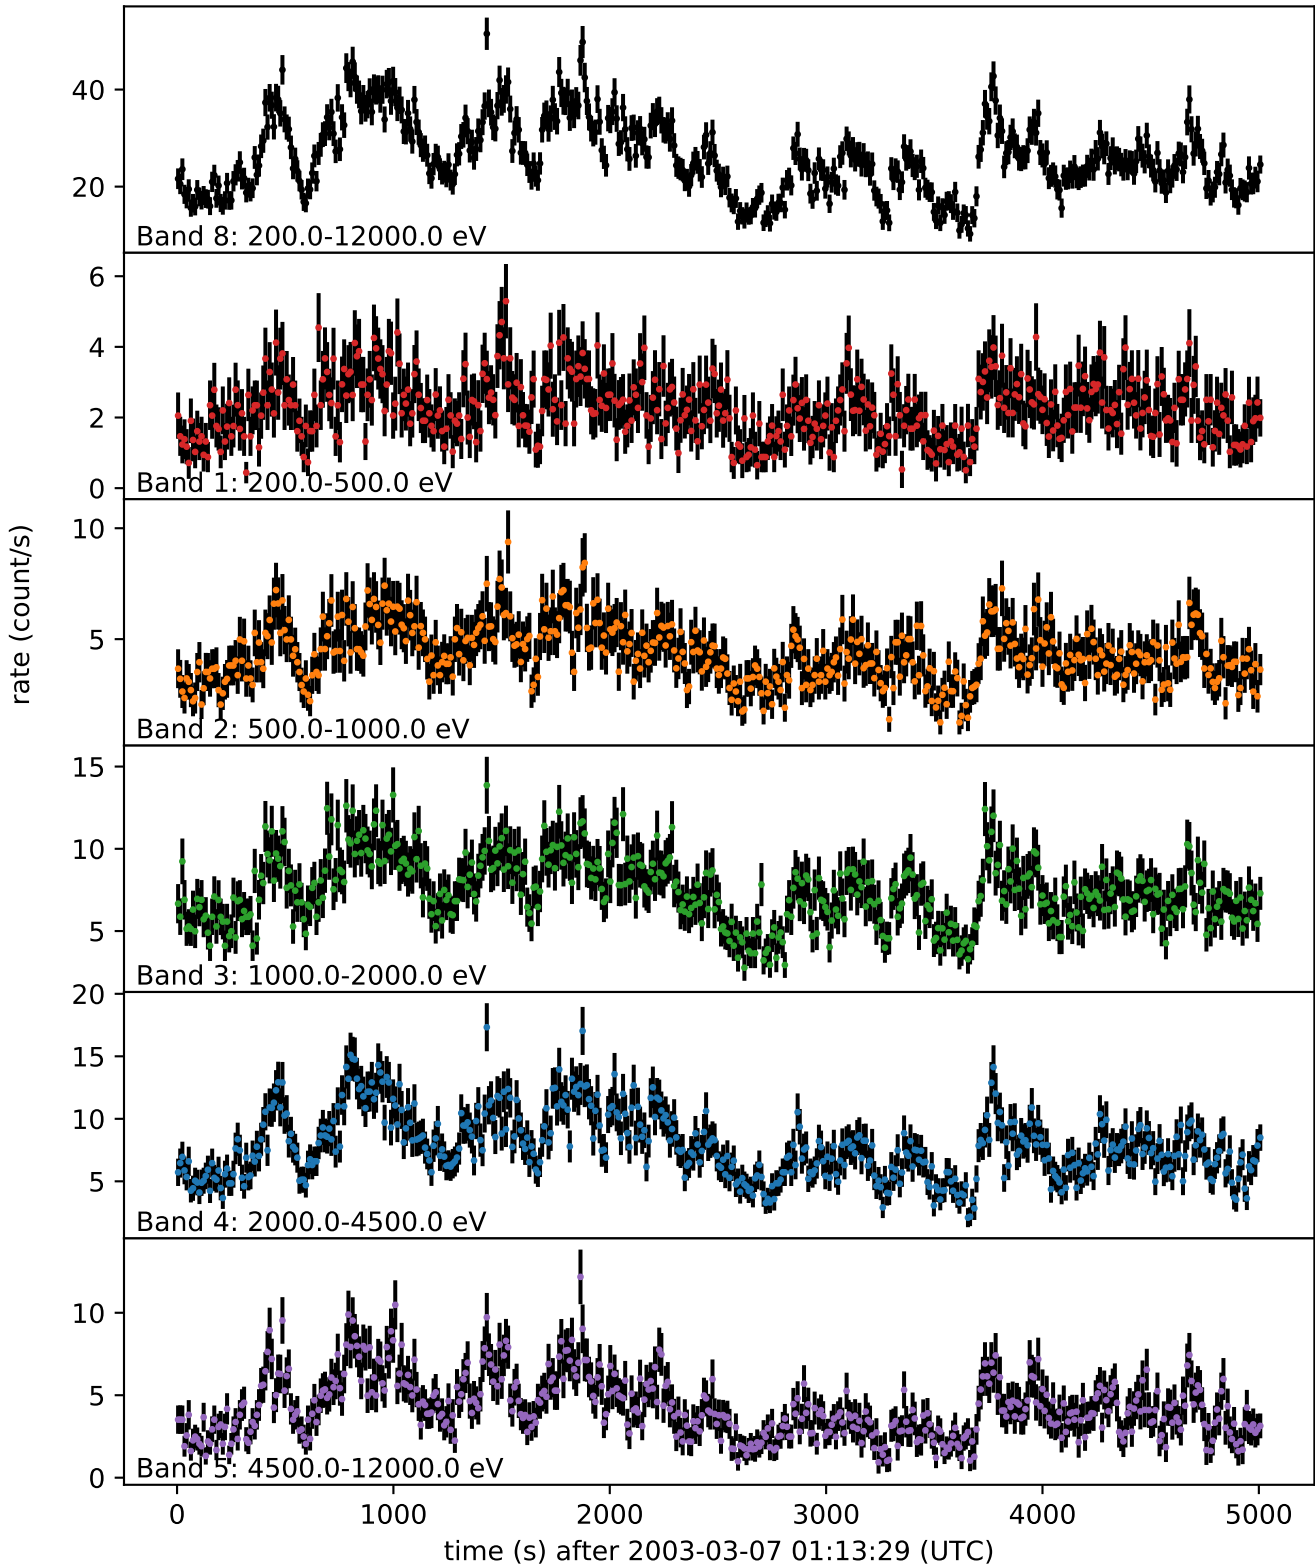 40
20
Band 8: 200.0-12000.0 eV
6
4
2
0
Band 1: 200.0-500.0 eV
10
5
Band 2: 500.0-1000.0 eV
rate (count/s)
15
10
5
Band 3: 1000.0-2000.0 eV
20
15
10
5
Band 4: 2000.0-4500.0 eV
10
5
0
Band 5: 4500.0-12000.0 eV
0 1000 2000 3000 4000 5000
time (s) after 2003-03-07 01:13:29 (UTC)